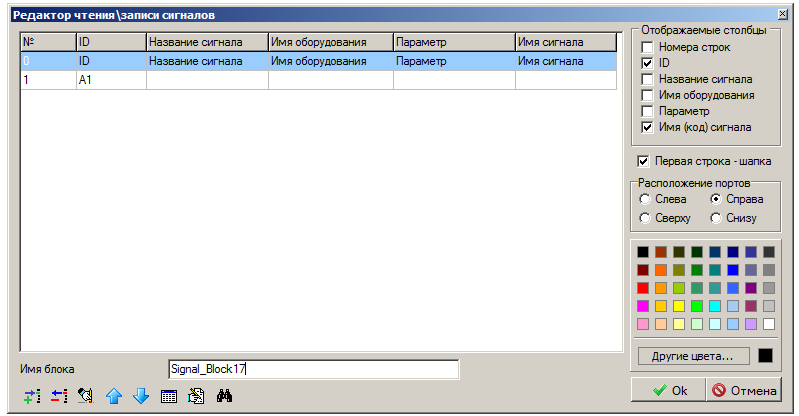 Редактор чтения\записи сигналов
№ ID Название сигнала Имя оборудования Параметр Имя сигнала
0 ID Название сигнала Имя оборудования Параметр Имя сигнала
1 A1
Отображаемые столбцы
Номера строк
ID
Название сигнала
Имя оборудования
Параметр
Имя (код) сигнала
Первая строка - шапка
Расположение портов
Слева Справа
Сверху Снизу
Другие цвета...
Имя блока Signal_Block17
Ok Отмена